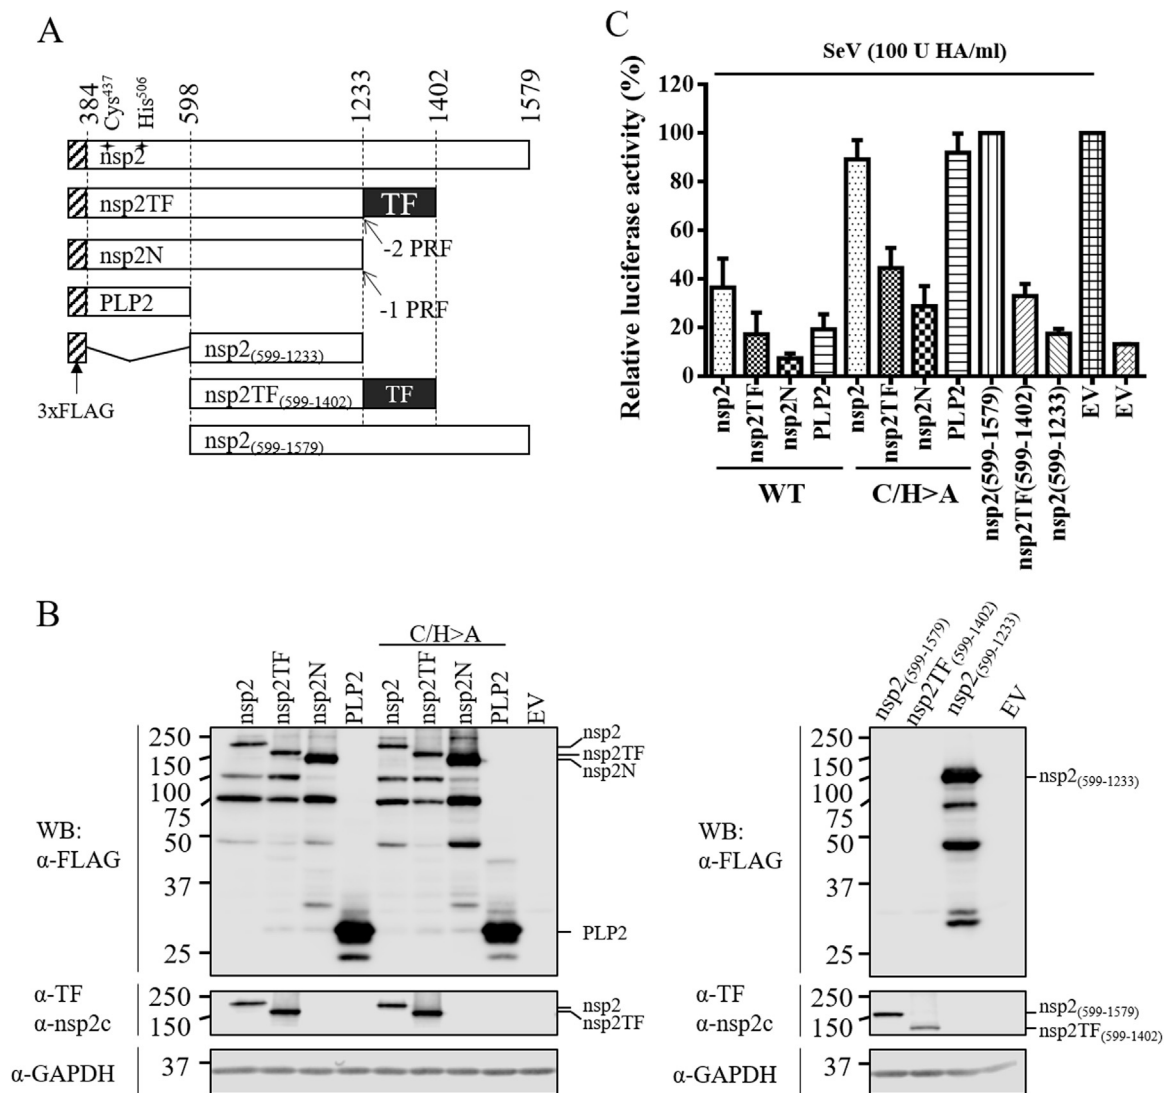 A
384
Cys437
His506
598
1233
1402
1579
nsp2
nsp2TF
TF
-2 PRF
nsp2N
-1 PRF
PLP2
nsp2(599-1233)
3xFLAG
nsp2TF(599-1402)
TF
nsp2(599-1579)
C
SeV (100 U HA/ml)
Relative luciferase activity (%)
120
100
80
60
40
20
0
nsp2
nsp2TF
nsp2N
PLP2
nsp2
nsp2TF
nsp2N
PLP2
nsp2(599-1579)
nsp2TF(599-1402)
nsp2(599-1233)
EV
EV
WT
C/H>A
B
C/H>A
nsp2
nsp2TF
nsp2N
PLP2
nsp2
nsp2TF
nsp2N
PLP2
EV
WB:
α-FLAG
250
150
100
75
50
37
25
nsp2
nsp2TF
nsp2N
PLP2
α-TF
α-nsp2c
250
150
nsp2
nsp2TF
α-GAPDH
37
nsp2(599-1579)
nsp2TF(599-1402)
nsp2(599-1233)
EV
WB:
α-FLAG
250
150
100
75
50
37
25
nsp2(599-1233)
α-TF
α-nsp2c
250
150
nsp2(599-1579)
nsp2TF(599-1402)
α-GAPDH
37